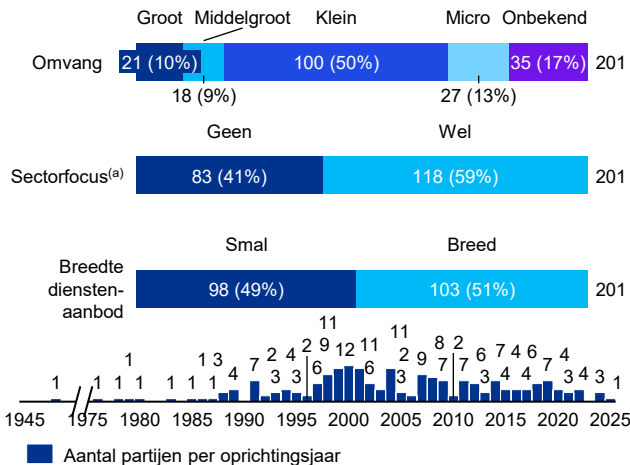 Groot Middelgroot Klein Micro Onbekend
Omvang 21 (10%) 100 (50%) 35 (17%) 201
18 (9%) 27 (13%)
Geen Wel
Sectorfocus(a) 83 (41%) 118 (59%) 201
Smal Breed
Breedte diensten-aanbod 98 (49%) 103 (51%) 201
1 1 1 1 1 1 1 1 3 4 7 2 3 4 3 2 6 9 11 12 2 11 6 11 3 2 9 7 8 7 2 7 6 3 7 4 4 4 6 7 4 3 4 3 1
1945 1975 1980 1985 1990 1995 2000 2005 2010 2015 2020 2025
Aantal partijen per oprichtingsjaar